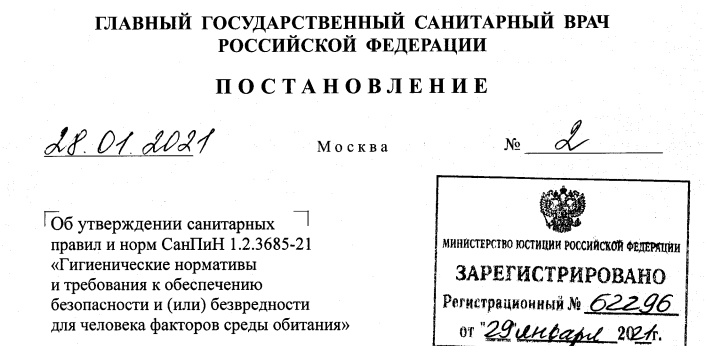 ГЛАВНЫЙ ГОСУДАРСТВЕННЫЙ САНИТАРНЫЙ ВРАЧ
РОССИЙСКОЙ ФЕДЕРАЦИИ
ПОСТАНОВЛЕНИЕ
28.01.2021 Москва № 2
Об утверждении санитарных
правил и норм СанПиН 1.2.3685-21
«Гигиенические нормативы
и требования к обеспечению
безопасности и (или) безвредности
для человека факторов среды обитания»
МИНИСТЕРСТВО ЮСТИЦИИ РОССИЙСКОЙ ФЕДЕРАЦИИ
ЗАРЕГИСТРИРОВАНО
Регистрационный № 62296
от "29" января 2021г.